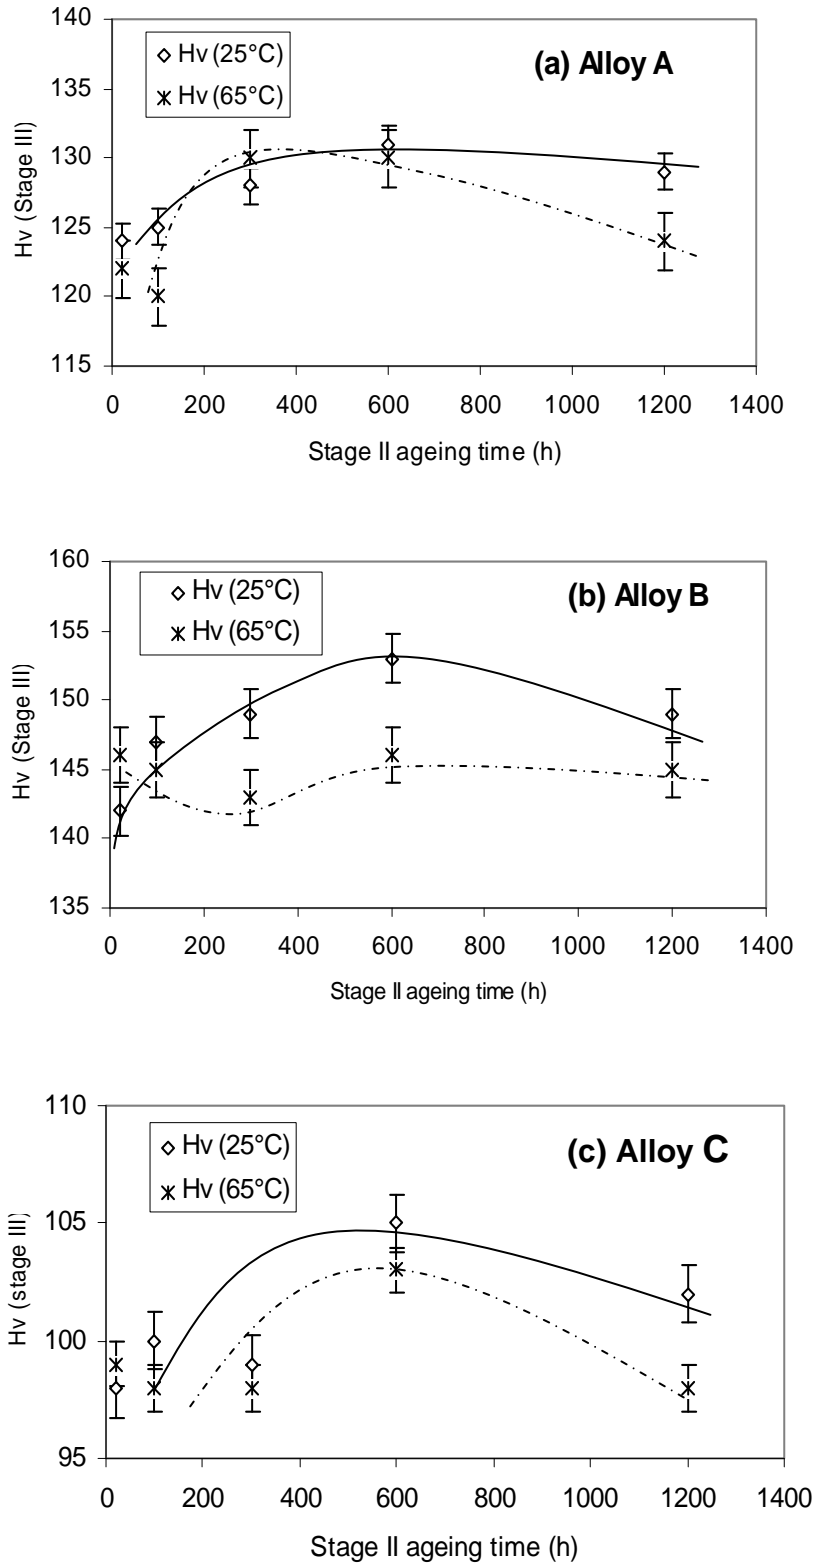 140
Hv (25°C)
(a) Alloy A
135
Hv (65°C)
Hv (Stage III)
130
125
120
115
0 200 400 600 800 1000 1200 1400
Stage II ageing time (h)
160
Hv (25°C)
(b) Alloy B
155
Hv (65°C)
Hv (Stage III)
150
145
140
135
0 200 400 600 800 1000 1200 1400
Stage II ageing time (h)
110
Hv (25°C)
(c) Alloy C
Hv (65°C)
105
Hv (stage III)
100
95
0 200 400 600 800 1000 1200 1400
Stage II ageing time (h)